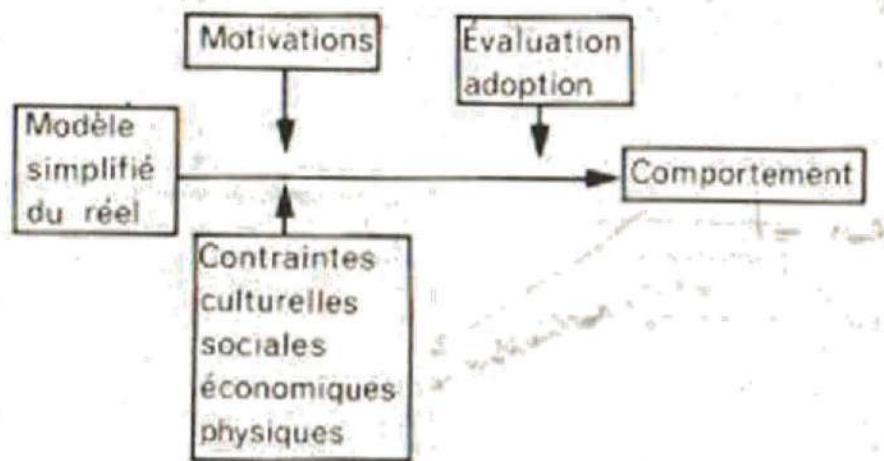 Motivations
Évaluation
adoption
Modèle
simplifié
du réel
Comportement
Contraintes
culturelles
sociales
économiques
physiques